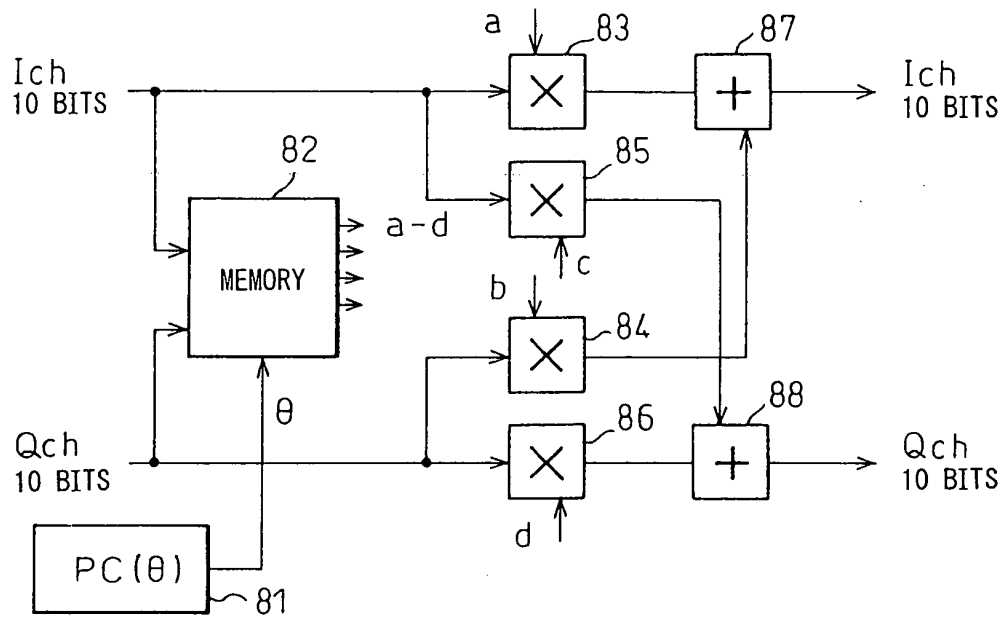 a
83
87
Ich
10 BITS
Ich
10 BITS
82
85
a-d
MEMORY
c
b
84
θ
86
88
Qch
10 BITS
Qch
10 BITS
d
PC(θ)
81